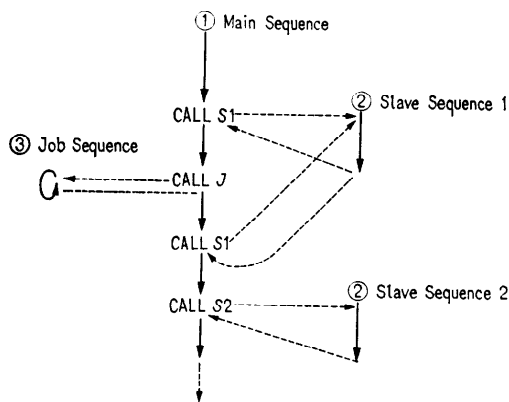 ① Main Sequence
CALL S1
② Slave Sequence 1
③ Job Sequence
CALL J
CALL S1
CALL S2
② Slave Sequence 2